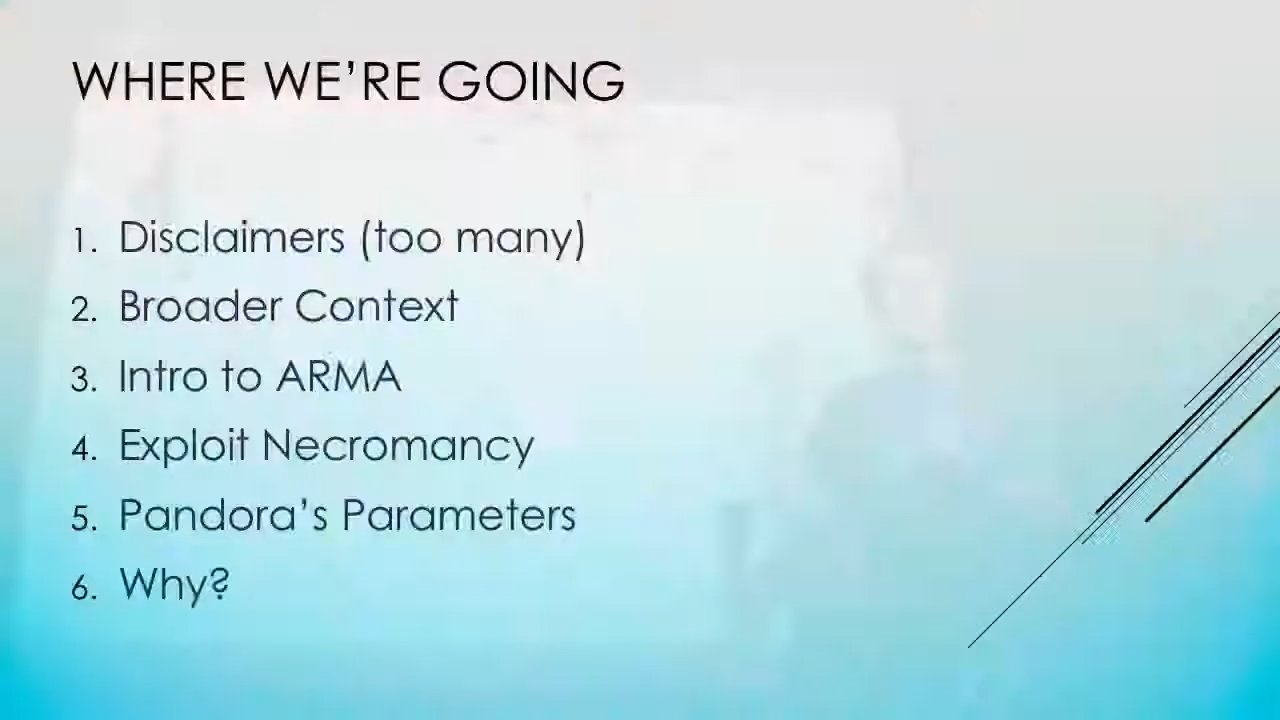 WHERE WE’RE GOING
1. Disclaimers (too many)
2. Broader Context
3. Intro to ARMA
4. Exploit Necromancy
5. Pandora’s Parameters
6. Why?